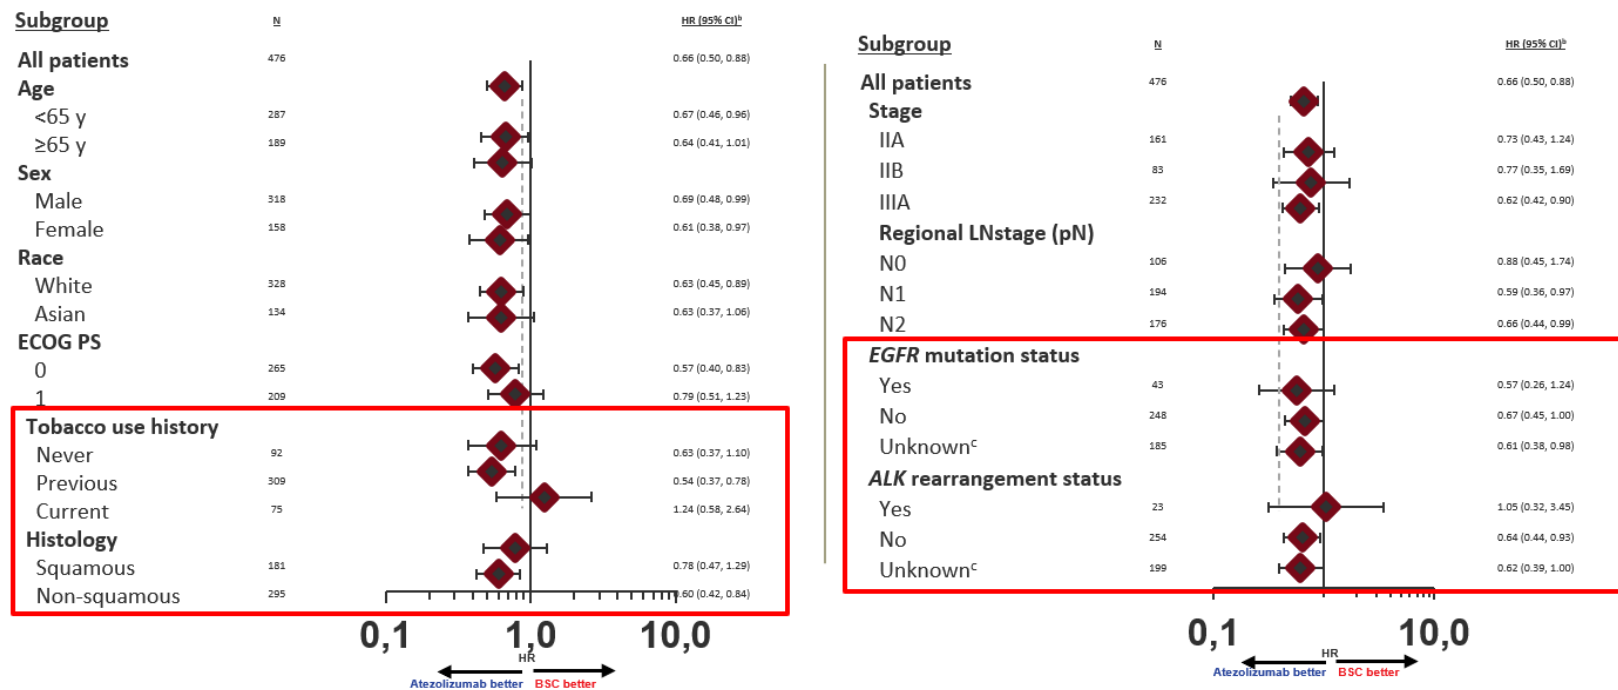 Subgroup N HR (95% CI)ᵇ
All patients 476 0.66 (0.50, 0.88)
Age
<65 y 287 0.67 (0.46, 0.96)
≥65 y 189 0.64 (0.41, 1.01)
Sex
Male 318 0.69 (0.48, 0.99)
Female 158 0.61 (0.38, 0.97)
Race
White 328 0.63 (0.45, 0.89)
Asian 134 0.63 (0.37, 1.06)
ECOG PS
0 265 0.57 (0.40, 0.83)
1 209 0.79 (0.51, 1.23)
Tobacco use history
Never 92 0.63 (0.37, 1.10)
Previous 309 0.54 (0.37, 0.78)
Current 75 1.24 (0.58, 2.64)
Histology
Squamous 181 0.78 (0.47, 1.29)
Non-squamous 295 0.60 (0.42, 0.84)
0,1 1,0 10,0
HR
Atezolizumab better BSC better
Subgroup N HR (95% CI)ᵇ
All patients 476 0.66 (0.50, 0.88)
Stage
IIA 161 0.73 (0.43, 1.24)
IIB 83 0.77 (0.35, 1.69)
IIIA 232 0.62 (0.42, 0.90)
Regional LNstage (pN)
N0 106 0.88 (0.45, 1.74)
N1 194 0.59 (0.36, 0.97)
N2 176 0.66 (0.44, 0.99)
EGFR mutation status
Yes 43 0.57 (0.26, 1.24)
No 248 0.67 (0.45, 1.00)
Unknownᶜ 185 0.61 (0.38, 0.98)
ALK rearrangement status
Yes 23 1.05 (0.32, 3.45)
No 254 0.64 (0.44, 0.93)
Unknownᶜ 199 0.62 (0.39, 1.00)
0,1 10,0
HR
Atezolizumab better BSC better